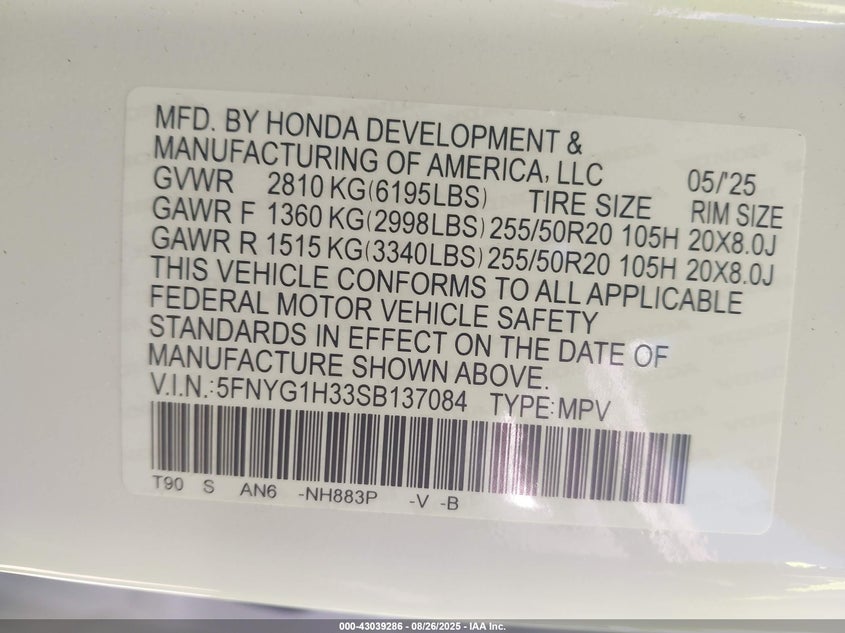 MFD. BY HONDA DEVELOPMENT &
MANUFACTURING OF AMERICA, LLC 05/'25
GVWR 2810 KG(6195LBS) TIRE SIZE RIM SIZE
GAWR F 1360 KG(2998LBS) 255/50R20 105H 20X8.0J
GAWR R 1515 KG(3340LBS) 255/50R20 105H 20X8.0J
THIS VEHICLE CONFORMS TO ALL APPLICABLE
FEDERAL MOTOR VEHICLE SAFETY
STANDARDS IN EFFECT ON THE DATE OF
MANUFACTURE SHOWN ABOVE.
V.I.N.:5FNYG1H33SB137084 TYPE:MPV
T90 S AN6 -NH883P -V -B
000-43039286 - 08/26/2025 - IAA Inc.